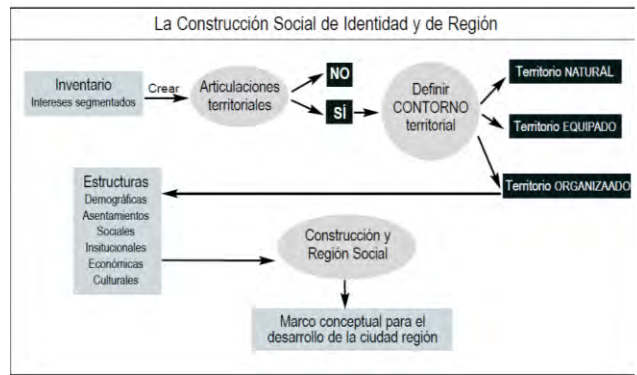 La Construcción Social de Identidad y de Región
Inventario
Intereses segmentados
Crear
Articulaciones
territoriales
NO
SÍ
Definir
CONTORNO
territorial
Territorio NATURAL
Territorio EQUIPADO
Territorio ORGANIZAADO
Estructuras
Demográficas
Asentamientos
Sociales
Insitucionales
Económicas
Culturales
Construcción y
Región Social
Marco conceptual para el
desarrollo de la ciudad región